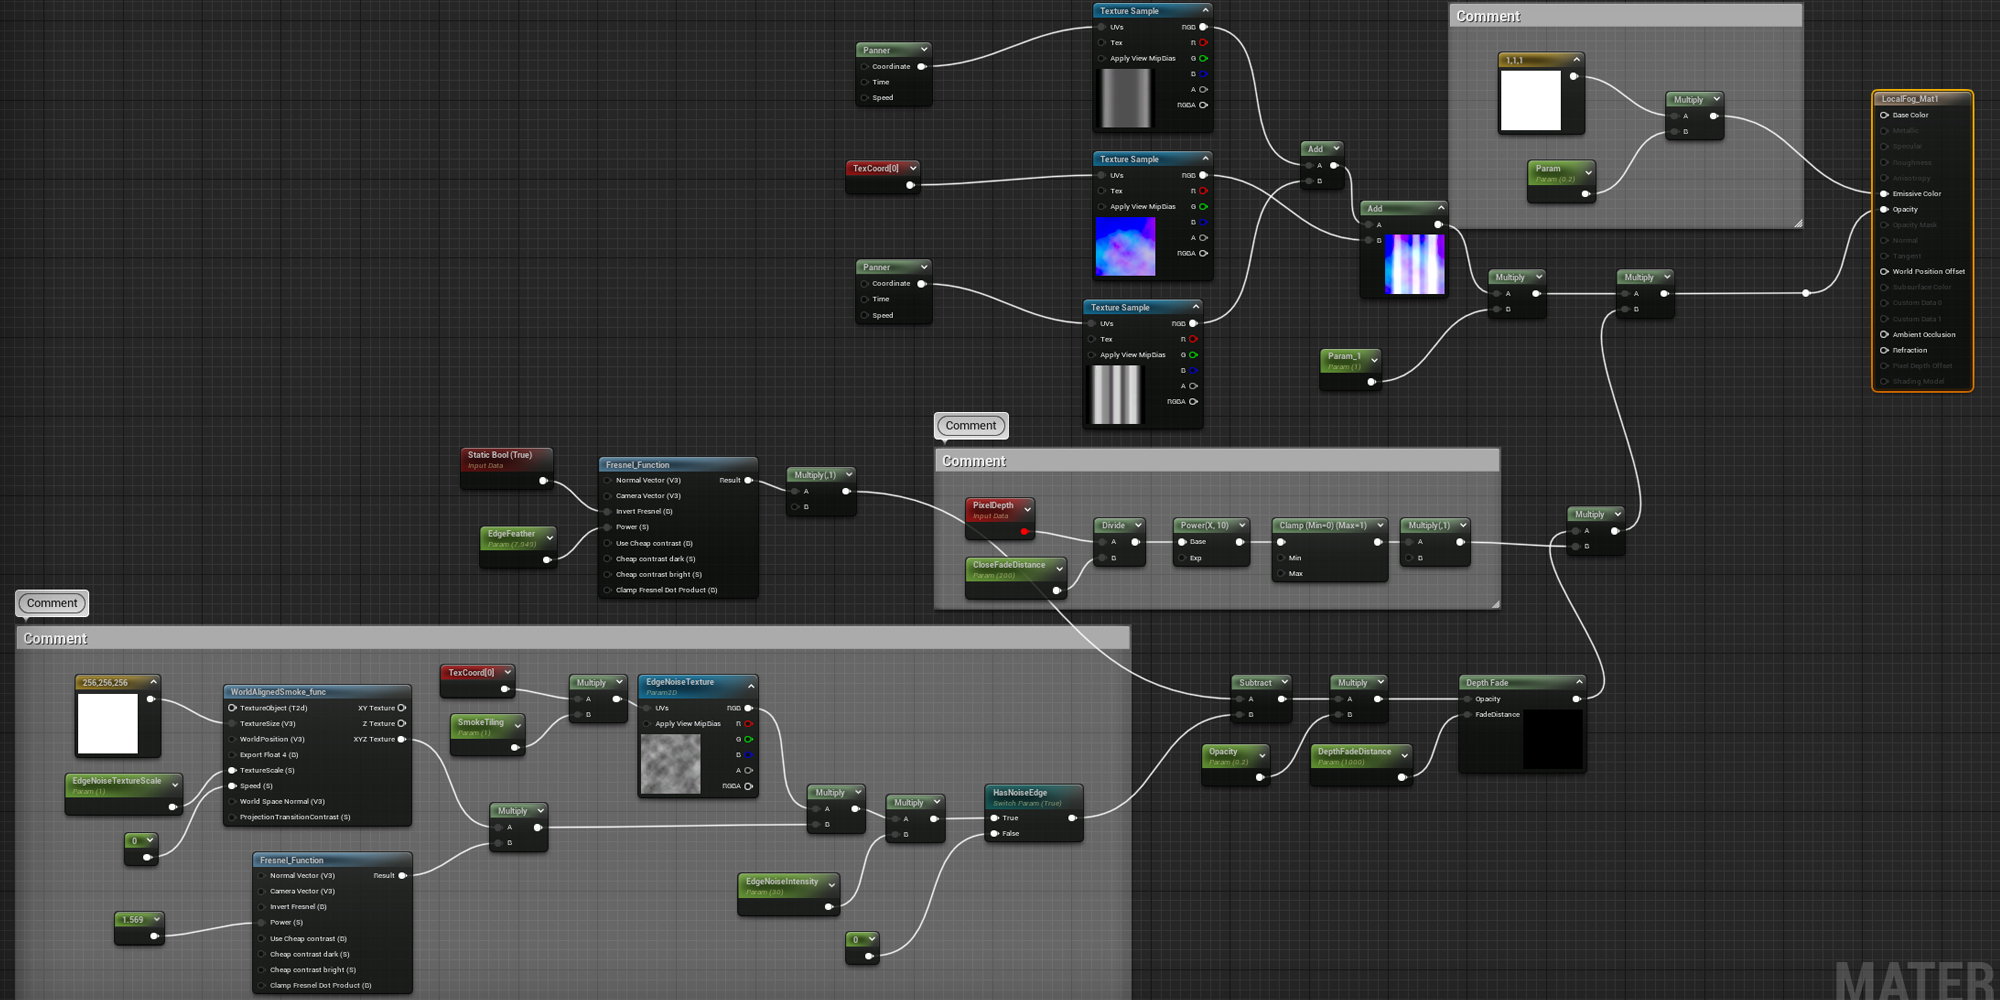 Texture Sample
UVs RGB
Tex R
Apply View MipBias G
B
A
RGBA
Panner
Coordinate
Time
Speed
Comment
1,1,1
Multiply
A
B
Param
Param (0.2)
LocalFog_Mat1
Base Color
Metallic
Specular
Roughness
Anisotropy
Emissive Color
Opacity
Opacity Mask
Normal
Tangent
World Position Offset
Subsurface Color
Custom Data 0
Custom Data 1
Ambient Occlusion
Refraction
Pixel Depth Offset
Shading Model
TexCoord[0]
Texture Sample
UVs RGB
Tex R
Apply View MipBias G
B
A
RGBA
Add
A
B
Add
A
B
Panner
Coordinate
Time
Speed
Texture Sample
UVs RGB
Tex R
Apply View MipBias G
B
A
RGBA
Multiply
A
B
Multiply
A
B
Param_1
Param (1)
Comment
Comment
Static Bool (True)
Input Data
EdgeFeather
Param (7.949)
Fresnel_Function
Normal Vector (V3) Result
Camera Vector (V3)
Invert Fresnel (B)
Power (S)
Use Cheap contrast (B)
Cheap contrast dark (S)
Cheap contrast bright (S)
Clamp Fresnel Dot Product (B)
Multiply(,1)
A
B
PixelDepth
Input Data
CloseFadeDistance
Param (200)
Divide
A
B
Power(X, 10)
Base
Exp
Clamp (Min=0) (Max=1)
Min
Max
Multiply(,1)
A
B
Multiply
A
B
Comment
Comment
256,256,256
EdgeNoiseTextureScale
Param (1)
0
WorldAlignedSmoke_func
TextureObject (T2d) XY Texture
TextureSize (V3) Z Texture
WorldPosition (V3) XYZ Texture
Export Float 4 (B)
TextureScale (S)
Speed (S)
World Space Normal (V3)
ProjectionTransitionContrast (S)
TexCoord[0]
SmokeTiling
Param (1)
Multiply
A
B
EdgeNoiseTexture
Param2D
UVs RGB
Apply View MipBias R
G
B
A
RGBA
Multiply
A
B
Fresnel_Function
Normal Vector (V3) Result
Camera Vector (V3)
Invert Fresnel (B)
Power (S)
Use Cheap contrast (B)
Cheap contrast dark (S)
Cheap contrast bright (S)
Clamp Fresnel Dot Product (B)
1.569
Multiply
A
B
Multiply
A
B
EdgeNoiseIntensity
Param (30)
0
HasNoiseEdge
Switch Param (True)
True
False
Subtract
A
B
Multiply
A
B
Opacity
Param (0.2)
DepthFadeDistance
Param (1000)
Depth Fade
Opacity
FadeDistance
MATER